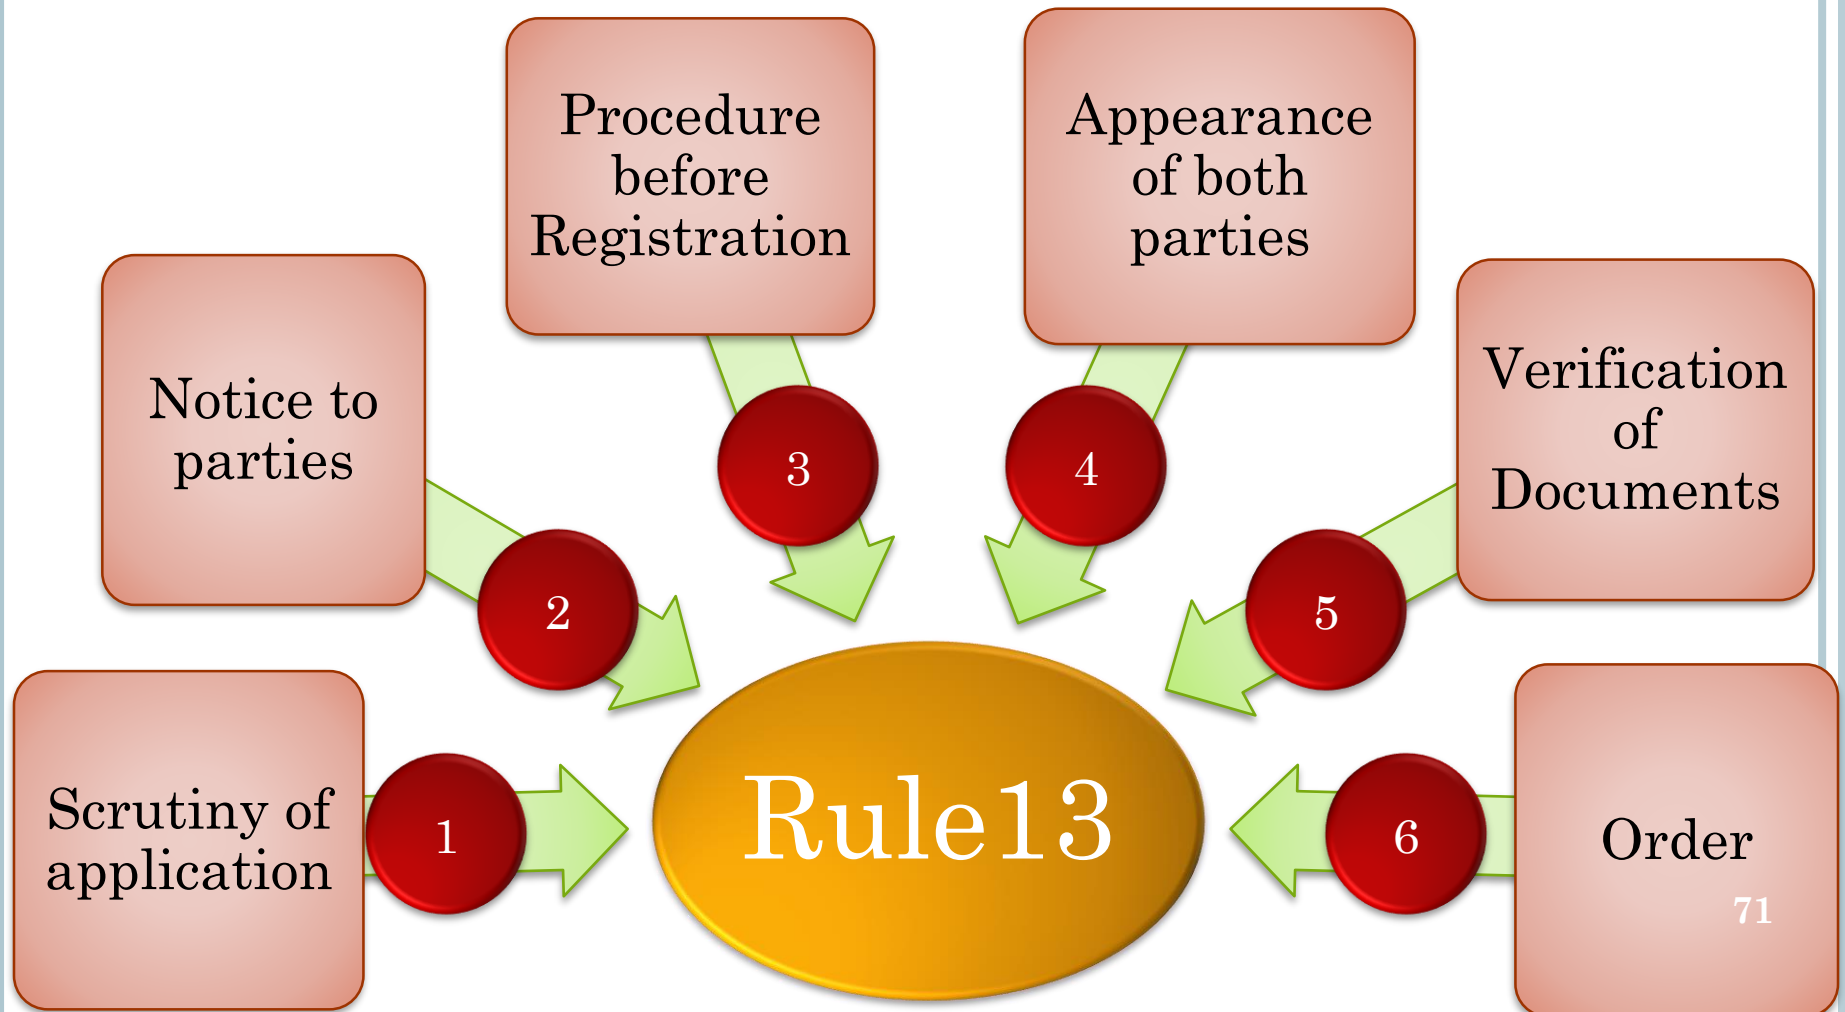 Scrutiny of
application
1
Notice to
parties
2
Procedure
before
Registration
3
Appearance
of both
parties
4
Verification
of
Documents
5
Order
6
Rule13
71